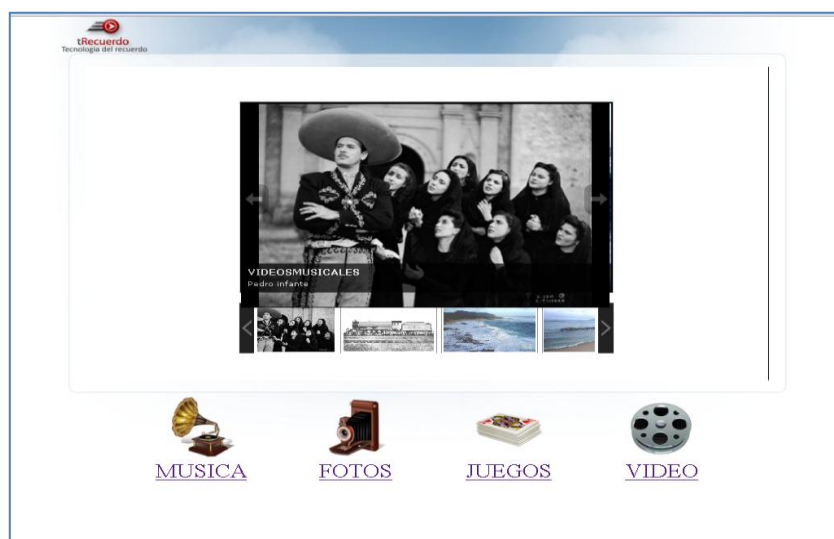 tRecuerdo
Tecnologia del recuerdo
VIDEOSMUSICALES
Pedro infante
MUSICA
FOTOS
JUEGOS
VIDEO